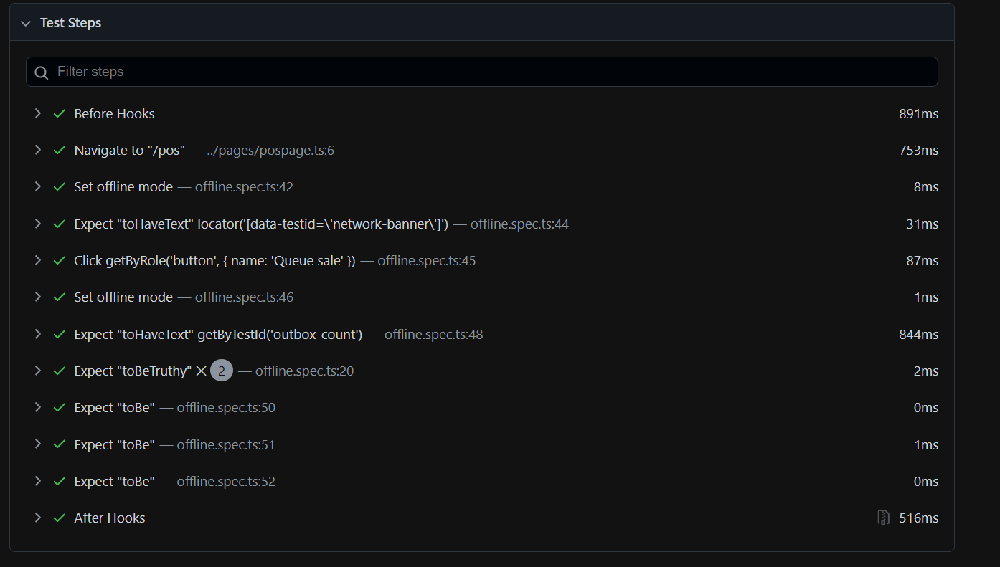 Test Steps
Filter steps
Before Hooks 891ms
Navigate to "/pos" — ../pages/pospage.ts:6 753ms
Set offline mode — offline.spec.ts:42 8ms
Expect "toHaveText" locator('[data-testid=\'network-banner\']') — offline.spec.ts:44 31ms
Click getByRole('button', { name: 'Queue sale' }) — offline.spec.ts:45 87ms
Set offline mode — offline.spec.ts:46 1ms
Expect "toHaveText" getByTestId('outbox-count') — offline.spec.ts:48 844ms
Expect "toBeTruthy" × 2 — offline.spec.ts:20 2ms
Expect "toBe" — offline.spec.ts:50 0ms
Expect "toBe" — offline.spec.ts:51 1ms
Expect "toBe" — offline.spec.ts:52 0ms
After Hooks 516ms